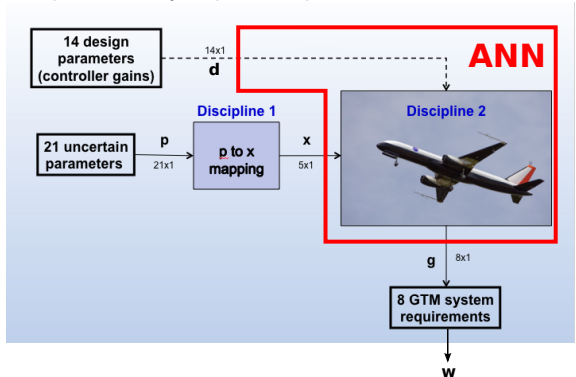 14 design
parameters
(controller gains)
14x1
d
ANN
Discipline 1
Discipline 2
21 uncertain
parameters
p
21x1
p to x
mapping
x
5x1
g
8x1
8 GTM system
requirements
w